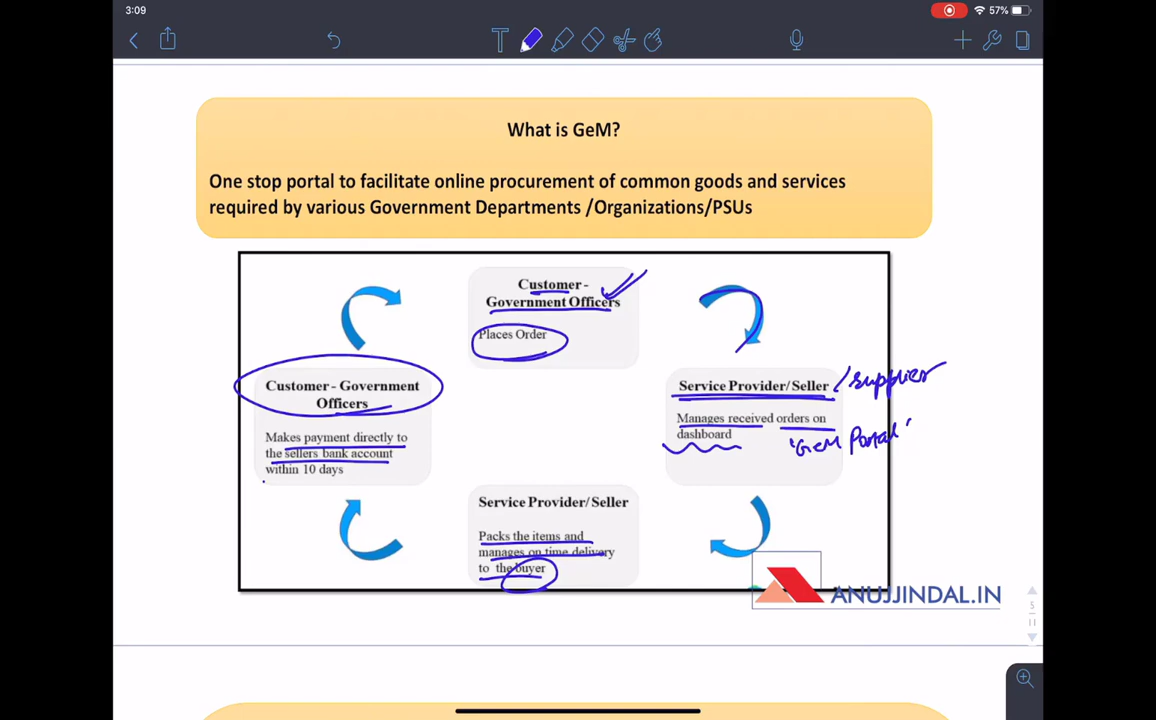 3:09
57%
What is GeM?
One stop portal to facilitate online procurement of common goods and services
required by various Government Departments /Organizations/PSUs
Customer -
Government Officers
Places Order
Customer - Government
Officers
Makes payment directly to
the sellers bank account
within 10 days
Service Provider/Seller
/supplier
Manages received orders on
dashboard
'GeM Portal'
Service Provider/Seller
Packs the items and
manages on time delivery
to the buyer
ANUJJINDAL.IN
5
11